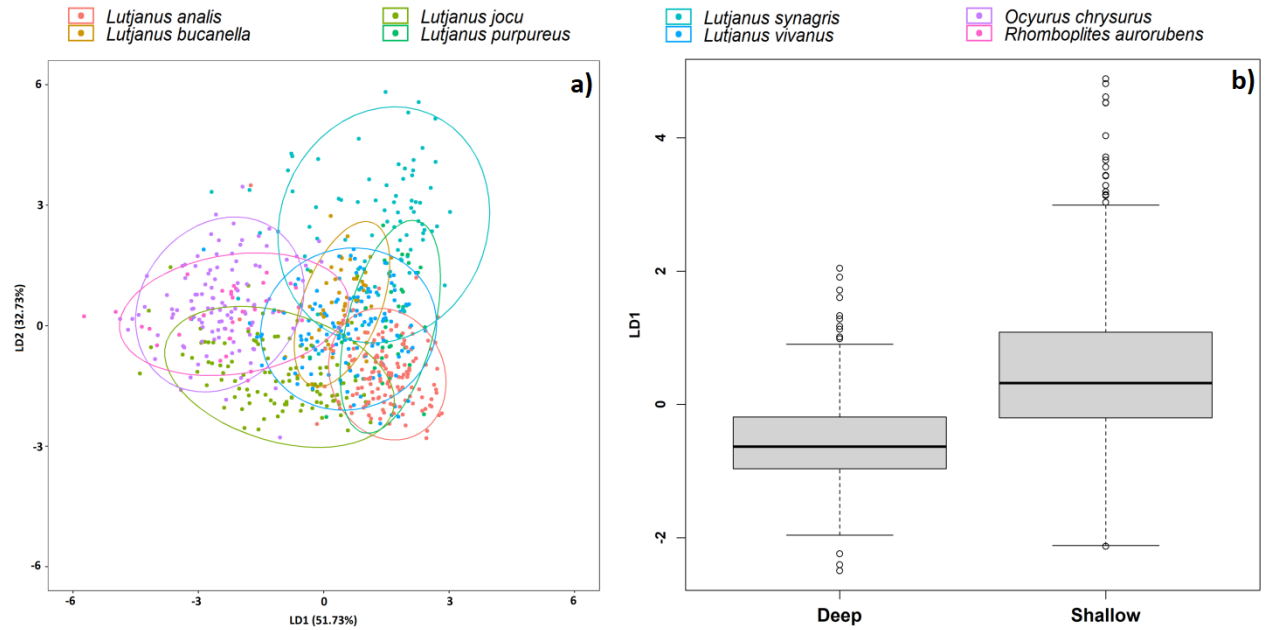 Lutjanus analis Lutjanus jocu Lutjanus synagris Ocyurus chrysurus
Lutjanus bucanella Lutjanus purpureus Lutjanus vivanus Rhomboplites aurorubens
a)
6
3
0
-3
-6
LD2 (32.73%)
-6 -3 0 3 6
LD1 (51.73%)
b)
4
2
0
-2
LD1
Deep Shallow